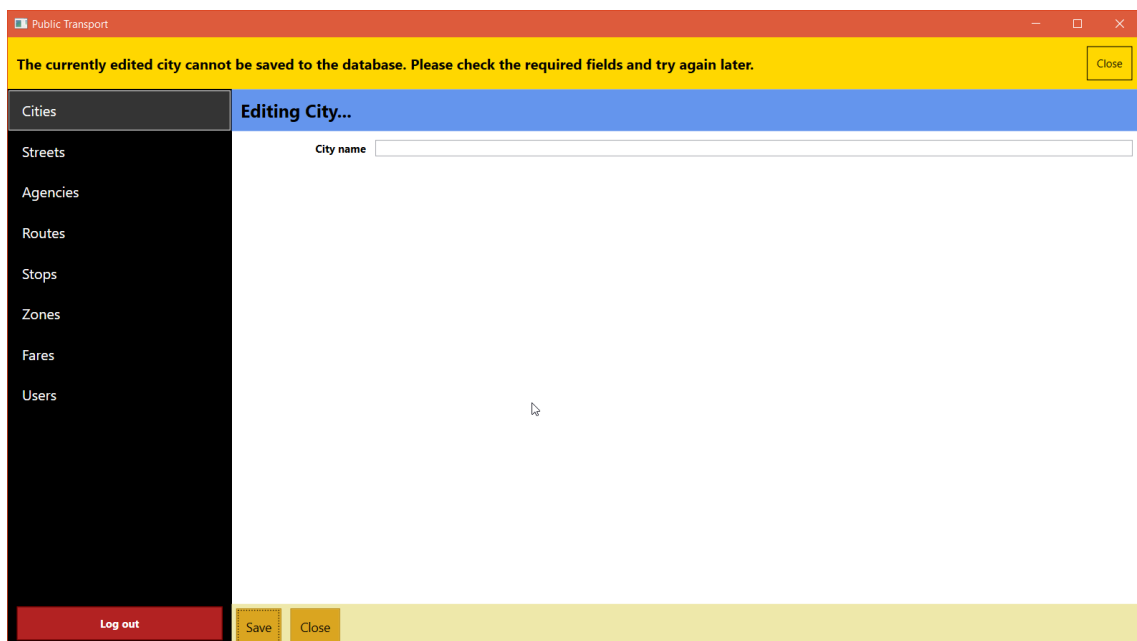 Public Transport
The currently edited city cannot be saved to the database. Please check the required fields and try again later.
Close
Cities
Streets
Agencies
Routes
Stops
Zones
Fares
Users
Log out
Editing City...
City name
Save
Close